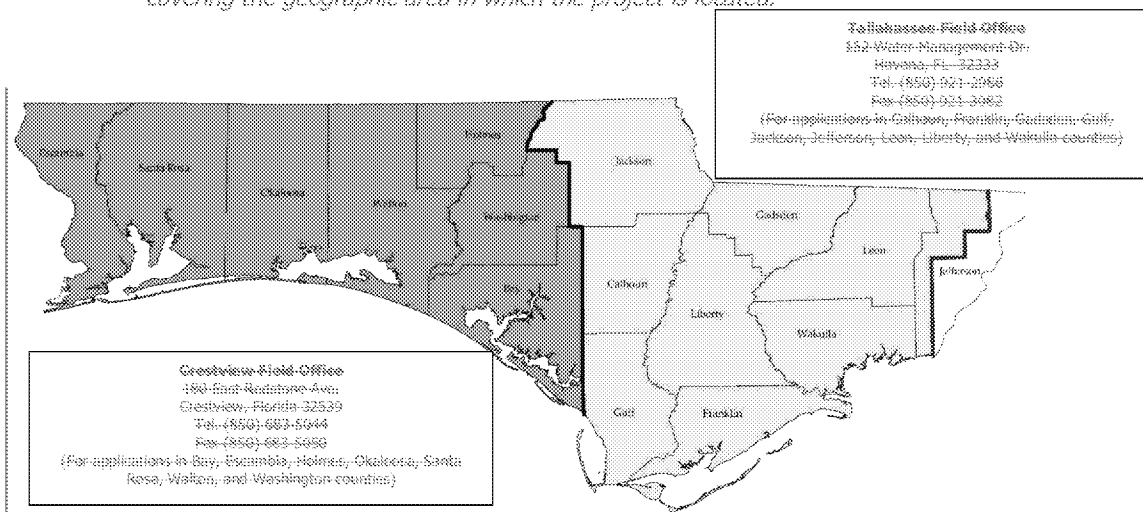 covering the geographic area in which the project is located.
Tallahassee Field Office
152 Water Management Dr.
Havana, FL 32333
Tel. (850) 921-2986
Fax (850) 921-3082
(For applications in Calhoun, Franklin, Gadsden, Gulf,
Jackson, Jefferson, Leon, Liberty, and Wakulla counties)
Escambia
Santa Rosa
Okaloosa
Walton
Holmes
Washington
Bay
Jackson
Calhoun
Gulf
Liberty
Gadsden
Leon
Wakulla
Franklin
Jefferson
Crestview Field Office
180 East Redstone Ave.
Crestview, Florida 32539
Tel. (850) 683-5044
Fax (850) 683-5050
(For applications in Bay, Escambia, Holmes, Okaloosa, Santa
Rosa, Walton, and Washington counties)